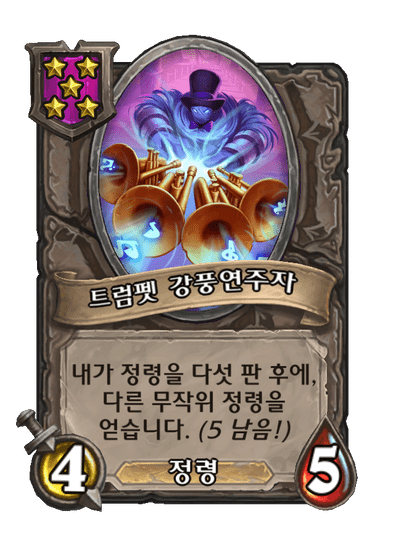 트럼펫 강풍연주자
내가 정령을 다섯 판 후에,
다른 무작위 정령을
얻습니다. (5 남음!)
4 정령 5